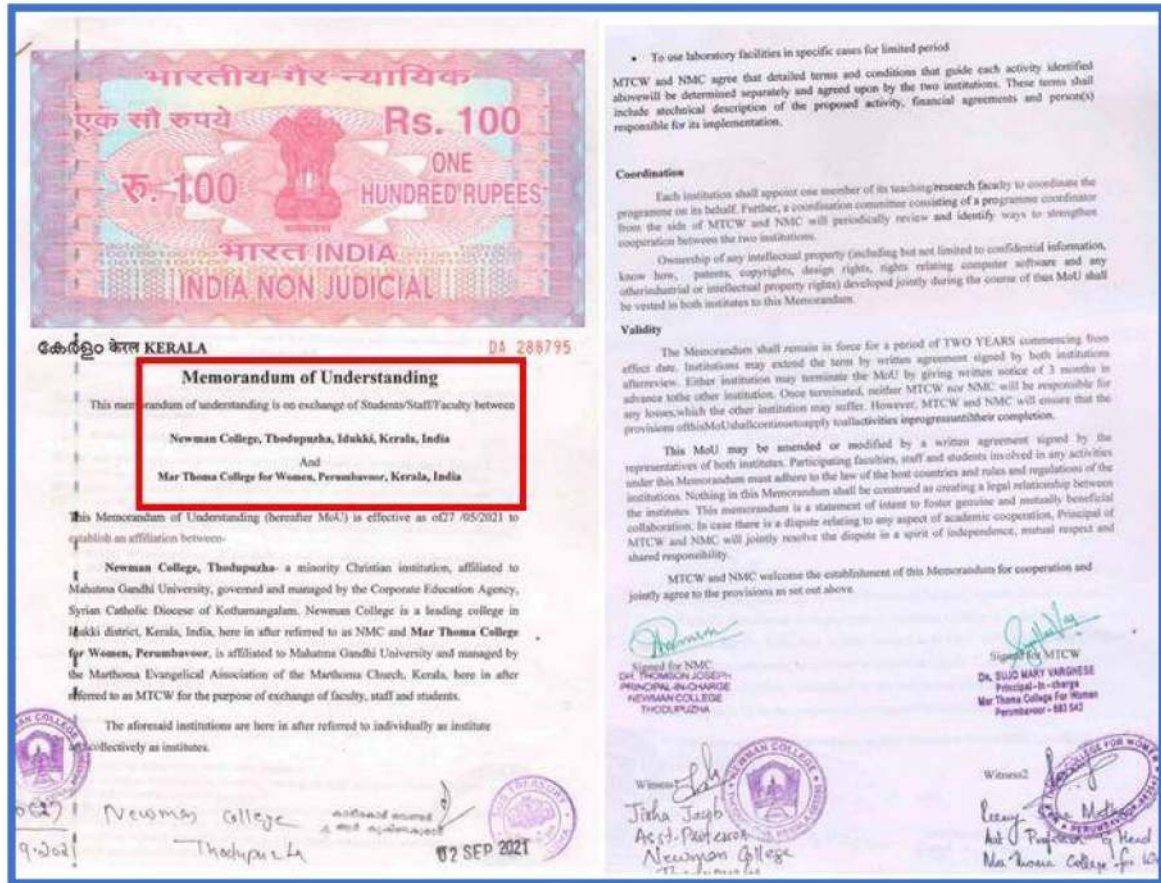 भारतीय गैर न्यायिक
एक सौ रुपये
Rs. 100
रु. 100
ONE
HUNDRED RUPEES
भारत INDIA
INDIA NON JUDICIAL
കേരളം केरल KERALA
DA 288795
Memorandum of Understanding
This memorandum of understanding is on exchange of Students/Staff/Faculty between
Newman College, Thodupuzha, Idukki, Kerala, India
And
Mar Thoma College for Women, Perumbavoor, Kerala, India
This Memorandum of Understanding (hereafter MoU) is effective as of27 /05/2021 to
establish an affiliation between-
Newman College, Thodupuzha- a minority Christian institution, affiliated to
Mahatma Gandhi University, governed and managed by the Corporate Education Agency,
Syrian Catholic Diocese of Kothamangalam. Newman College is a leading college in
Idukki district, Kerala, India, here in after referred to as NMC and Mar Thoma College
for Women, Perumbavoor, is affiliated to Mahatma Gandhi University and managed by
the Marthoma Evangelical Association of the Marthoma Church, Kerala, here in after
referred to as MTCW for the purpose of exchange of faculty, staff and students.
The aforesaid institutions are here in after referred to individually as institute
and collectively as institutes.
Newman College
Thodupuzha
02 SEP 2021
• To use laboratory facilities in specific cases for limited period
MTCW and NMC agree that detailed terms and conditions that guide each activity identified
abovewill be determined separately and agreed upon by the two institutions. These terms shall
include atechnical description of the proposed activity, financial agreements and person(s)
responsible for its implementation.
Coordination
Each institution shall appoint one member of its teaching/research faculty to coordinate the
programme on its behalf. Further, a coordination committee consisting of a programme coordinator
from the side of MTCW and NMC will periodically review and identify ways to strengthen
cooperation between the two institutions.
Ownership of any intellectual property (including but not limited to confidential information,
know how, patents, copyrights, design rights, rights relating computer software and any
otherindustrial or intellectual property rights) developed jointly during the course of thus MoU shall
be vested in both institutes to this Memorandum.
Validity
The Memorandum shall remain in force for a period of TWO YEARS commencing from
effect date. Institutions may extend the term by written agreement signed by both institutions
afterreview. Either institution may terminate the MoU by giving written notice of 3 months in
advance tothe other institution. Once terminated, neither MTCW nor NMC will be responsible for
any losses,which the other institution may suffer. However, MTCW and NMC will ensure that the
provisions ofthisMoUshallcontinuetoapply toallactivities inprogressuntiltheir completion.
This MoU may be amended or modified by a written agreement signed by the
representatives of both institutes. Participating faculties, staff and students involved in any activities
under this Memorandum must adhere to the law of the host countries and rules and regulations of the
institutions. Nothing in this Memorandum shall be construed as creating a legal relationship between
the institutes. This memorandum is a statement of intent to foster genuine and mutually beneficial
collaboration. In case there is a dispute relating to any aspect of academic cooperation, Principal of
MTCW and NMC will jointly resolve the dispute in a spirit of independence, mutual respect and
shared responsibility.
MTCW and NMC welcome the establishment of this Memorandum for cooperation and
jointly agree to the provisions as set out above.
Signed for NMC
DR. THOMSON JOSEPH
PRINCIPAL-IN-CHARGE
NEWMAN COLLEGE
THODUPUZHA
Signed for MTCW
Dr. SUJO MARY VARGHESE
Principal-in-charge
Mar Thoma College For Women
Perumbavoor - 683 542
Witness1
NEWMAN COLLEGE
Asst. Professor
Newman College
Witness2
Professor & Head
Mar Thoma College for